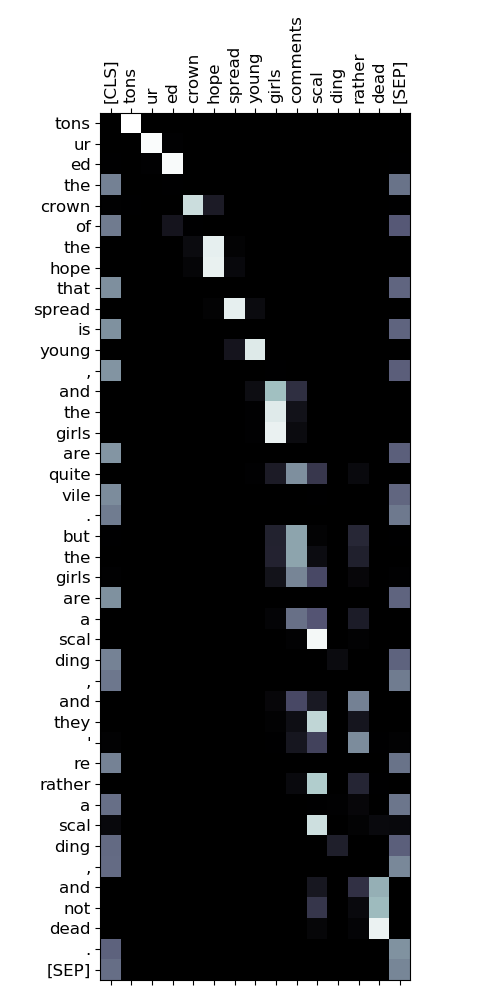 [CLS]
tons
ur
ed
crown
hope
spread
young
girls
comments
scal
ding
rather
dead
[SEP]
tons
ur
ed
the
crown
of
the
hope
that
spread
is
young
,
and
the
girls
are
quite
vile
.
but
the
girls
are
a
scal
ding
,
and
they
'
re
rather
a
scal
ding
,
and
not
dead
.
[SEP]